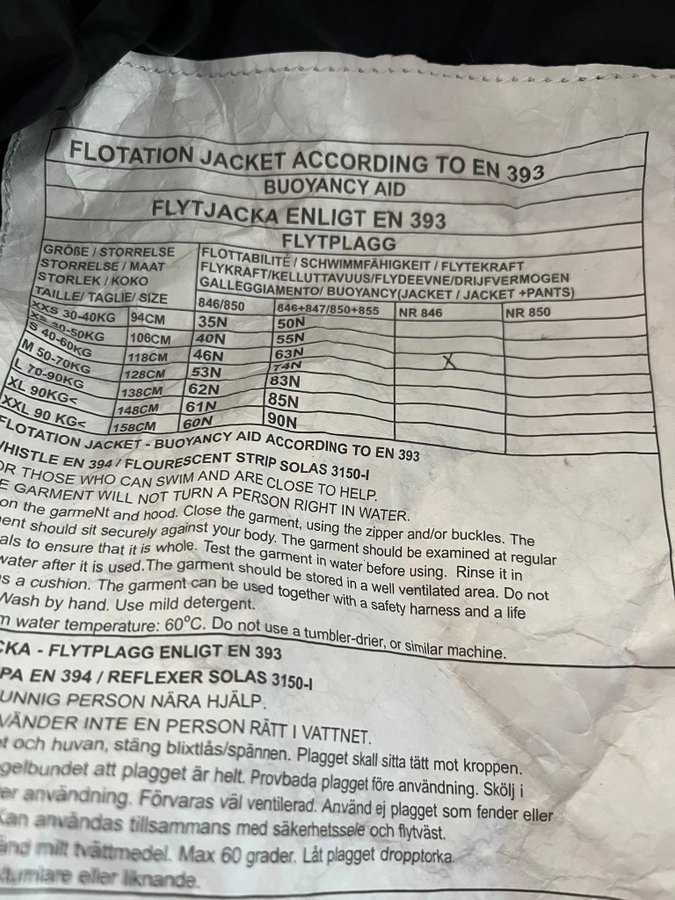 FLOTATION JACKET ACCORDING TO EN 393
BUOYANCY AID
FLYTJACKA ENLIGT EN 393
FLYTPLAGG
GRÖßE / STORRELSE
STORRELSE / MAAT
STORLEK / KOKO
TAILLE/ TAGLIE/ SIZE
FLOTTABILITÉ / SCHWIMMFÄHIGKEIT / FLYTEKRAFT
FLYKRAFT/KELLUTTAVUUS/FLYDEEVNE/DRIJFVERMOGEN
GALLEGGIAMENTO/ BUOYANCY(JACKET / JACKET +PANTS)
846/850 846+847/850+855 NR 846 NR 850
XXS 30-40KG 94CM 35N 50N
XS 30-50KG 106CM 40N 55N
S 40-60KG 118CM 46N 63N X
M 50-70KG 128CM 53N 74N
L 70-90KG 138CM 62N 83N
XL 90KG< 148CM 61N 85N
XXL 90 KG< 158CM 60N 90N
FLOTATION JACKET - BUOYANCY AID ACCORDING TO EN 393
WHISTLE EN 394 / FLOURESCENT STRIP SOLAS 3150-I
OR THOSE WHO CAN SWIM AND ARE CLOSE TO HELP.
E GARMENT WILL NOT TURN A PERSON RIGHT IN WATER.
on the garmeNt and hood. Close the garment, using the zipper and/or buckles. The
ent should sit securely against your body. The garment should be examined at regular
als to ensure that it is whole. Test the garment in water before using. Rinse it in
water after it is used.The garment should be stored in a well ventilated area. Do not
s a cushion. The garment can be used together with a safety harness and a life
Wash by hand. Use mild detergent.
m water temperature: 60°C. Do not use a tumbler-drier, or similar machine.
CKA - FLYTPLAGG ENLIGT EN 393
PA EN 394 / REFLEXER SOLAS 3150-I
UNNIG PERSON NÄRA HJÄLP.
VÄNDER INTE EN PERSON RÄTT I VATTNET.
et och huvan, stäng blixtlås/spännen. Plagget skall sitta tätt mot kroppen.
gelbundet att plagget är helt. Provbada plagget före användning. Skölj i
er användning. Förvaras väl ventilerad. Använd ej plagget som fender eller
Kan användas tillsammans med säkerhetssele och flytväst.
änd milt tvättmedel. Max 60 grader. Låt plagget dropptorka.
ktumlare eller liknande.